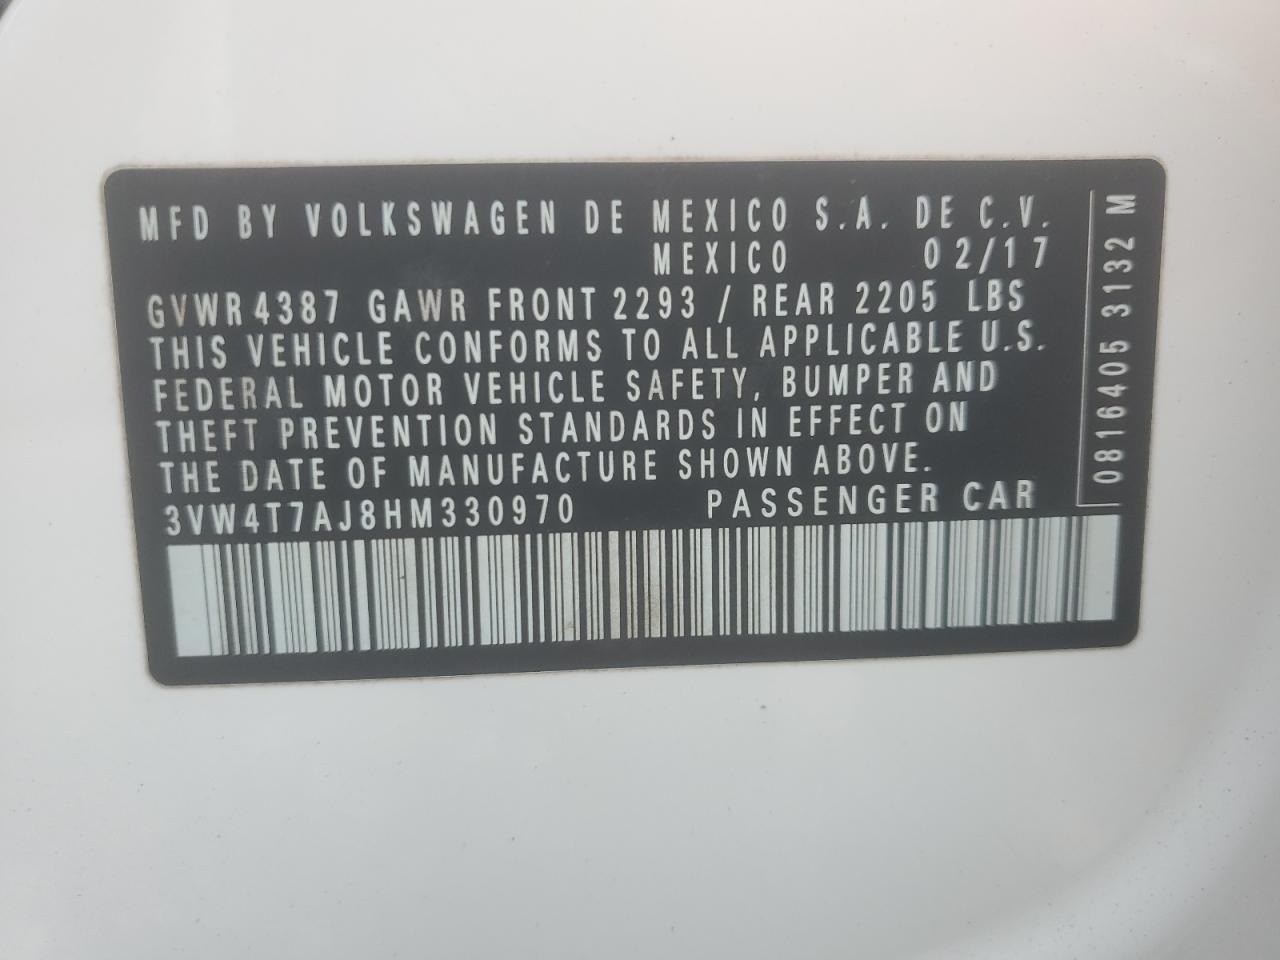 MFD BY VOLKSWAGEN DE MEXICO S.A. DE C.V.
MEXICO 02/17
GVWR 4387 GAWR FRONT 2293 / REAR 2205 LBS
THIS VEHICLE CONFORMS TO ALL APPLICABLE U.S.
FEDERAL MOTOR VEHICLE SAFETY, BUMPER AND
THEFT PREVENTION STANDARDS IN EFFECT ON
THE DATE OF MANUFACTURE SHOWN ABOVE.
3VW4T7AJ8HM330970 PASSENGER CAR
0816405 3132 M